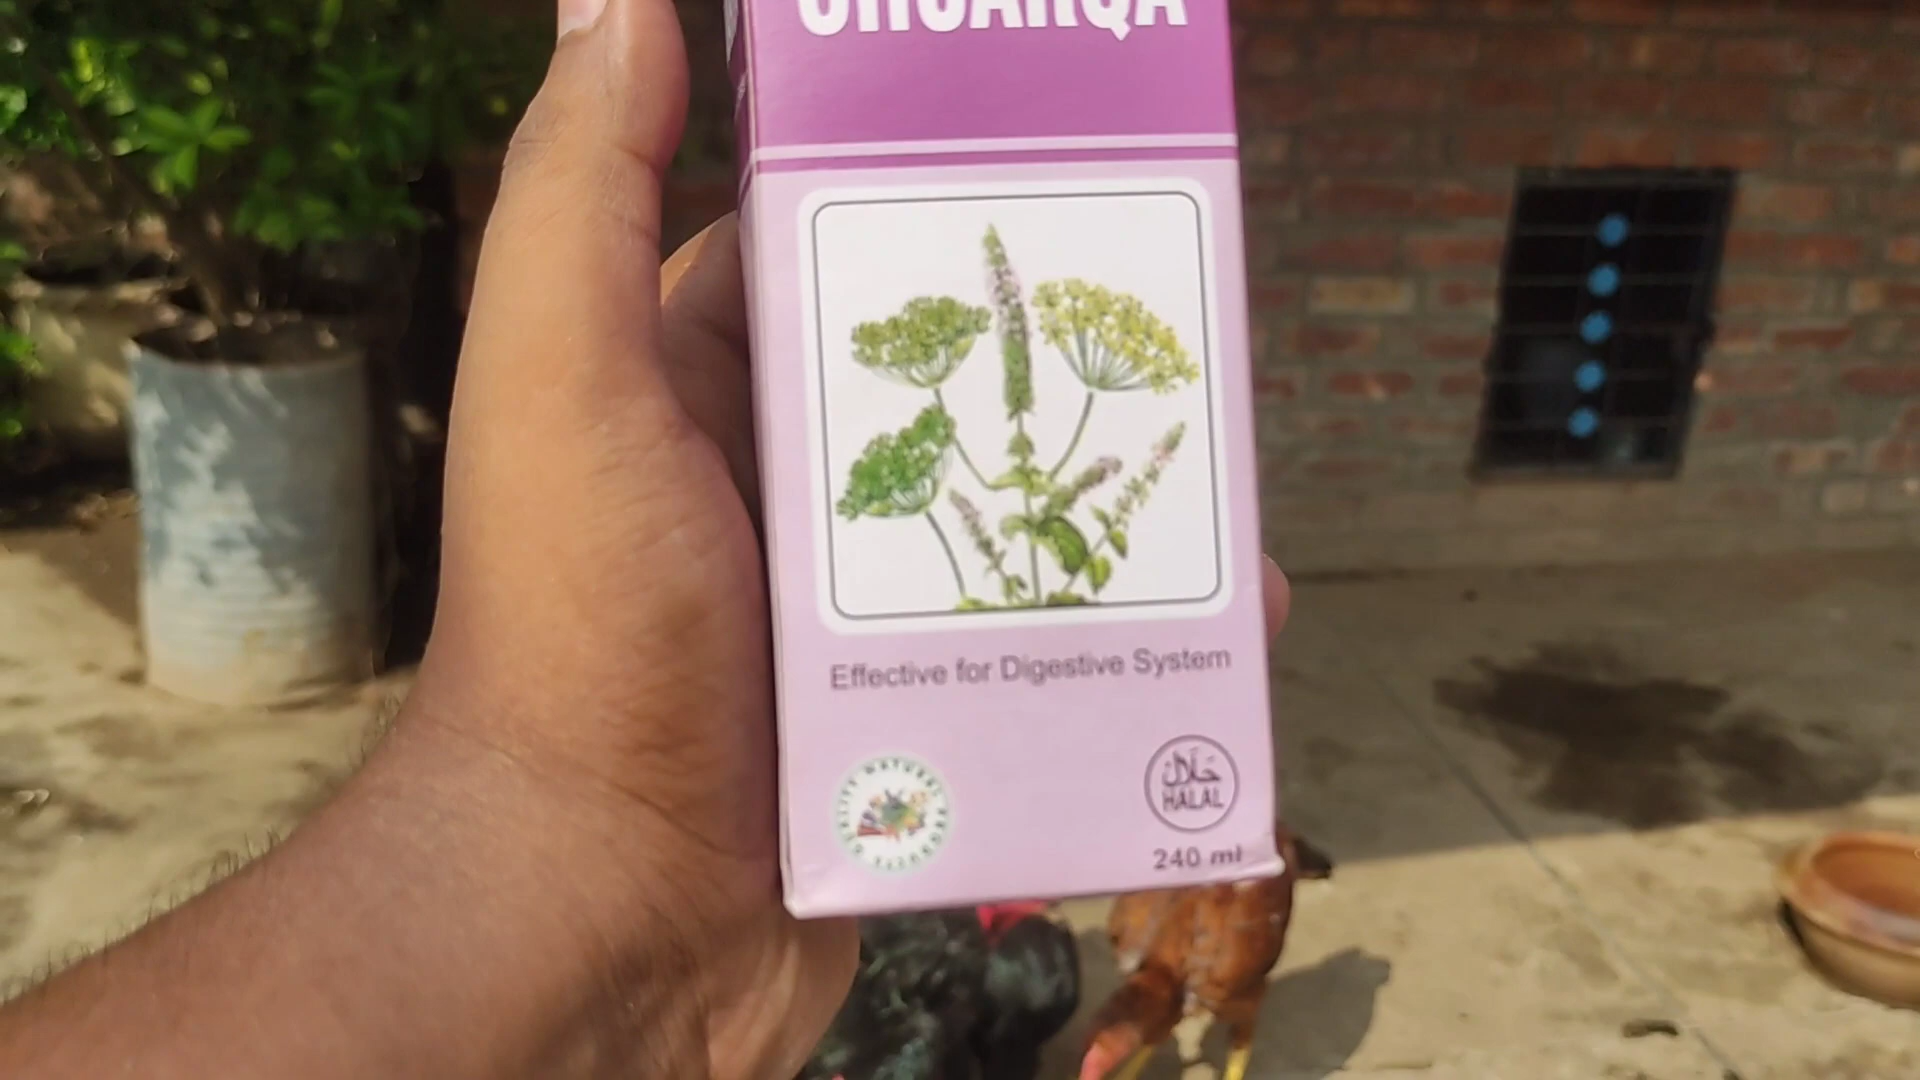 Effective for Digestive System
حلال
HALAL
240 ml